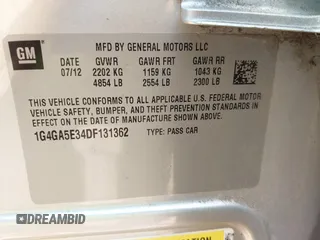 GM
MFD BY GENERAL MOTORS LLC
DATE GVWR GAWR FRT GAWR RR
07/12 2202 KG 1159 KG 1043 KG
4854 LB 2554 LB 2300 LB
THIS VEHICLE CONFORMS TO ALL APPLICABLE U.S. FEDERAL MOTOR
VEHICLE SAFETY, BUMPER, AND THEFT PREVENTION STANDARDS
IN EFFECT ON THE DATE OF MANUFACTURE SHOWN ABOVE.
1G4GA5E34DF131362 TYPE: PASS CAR
DREAMBID